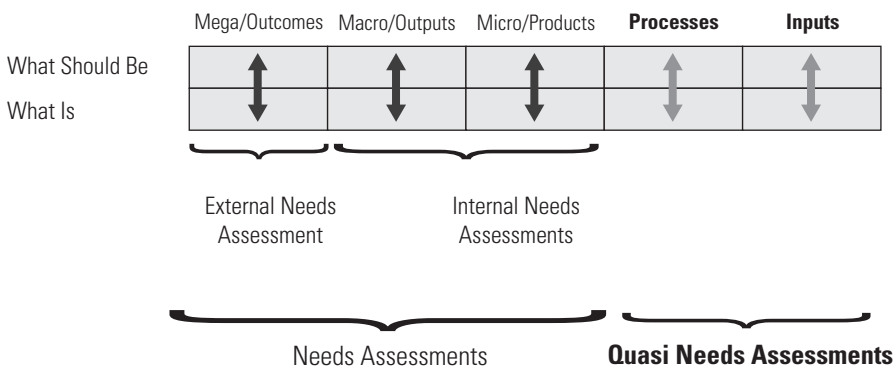 Mega/Outcomes Macro/Outputs Micro/Products Processes Inputs
What Should Be
What Is
External Needs
Assessment
Internal Needs
Assessments
Needs Assessments
Quasi Needs Assessments